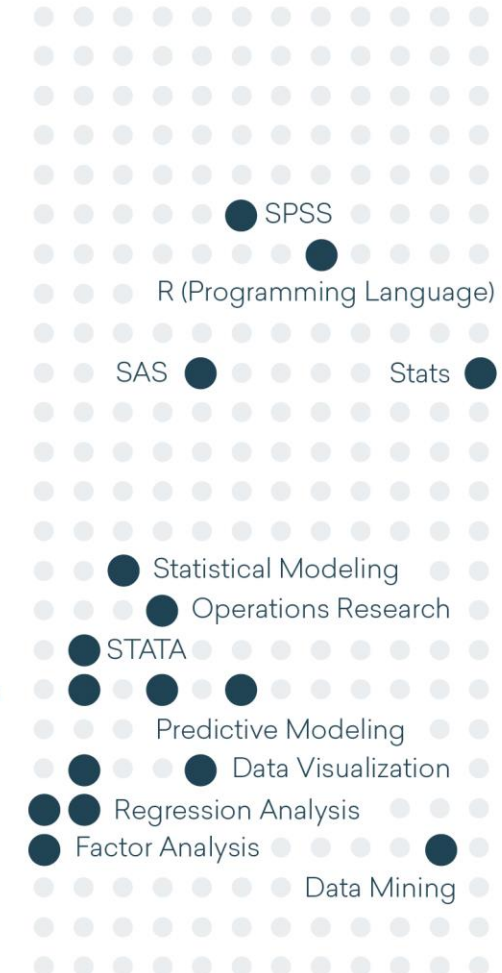 SPSS
R (Programming Language)
SAS
Stats
Statistical Modeling
Operations Research
STATA
Predictive Modeling
Data Visualization
Regression Analysis
Factor Analysis
Data Mining